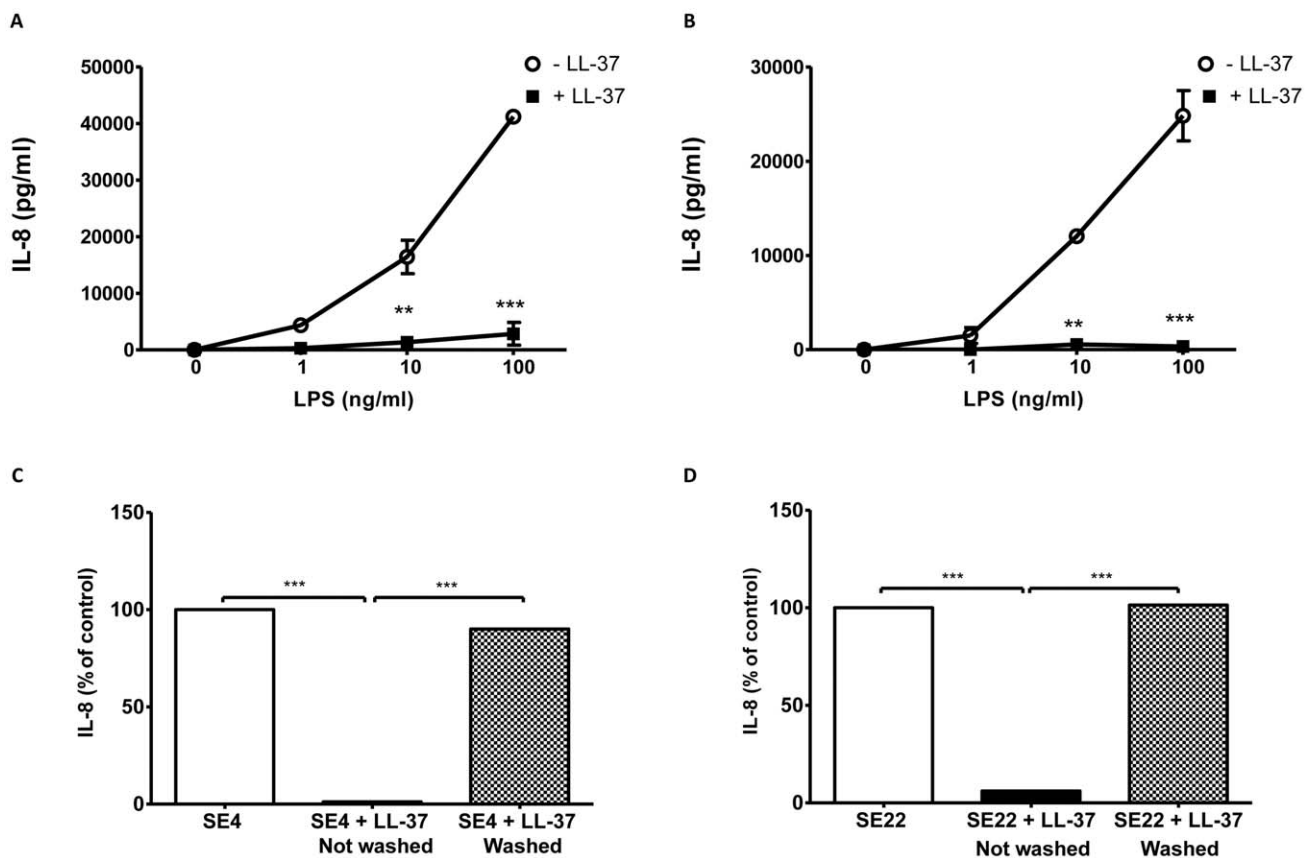 A
- LL-37
+ LL-37
50000
40000
30000
20000
10000
0
IL-8 (pg/ml)
**
***
0 1 10 100
LPS (ng/ml)
B
- LL-37
+ LL-37
30000
20000
10000
0
IL-8 (pg/ml)
**
***
0 1 10 100
LPS (ng/ml)
C
150
100
50
0
IL-8 (% of control)
*** ***
SE4 SE4 + LL-37 SE4 + LL-37
Not washed Washed
D
150
100
50
0
IL-8 (% of control)
*** ***
SE22 SE22 + LL-37 SE22 + LL-37
Not washed Washed